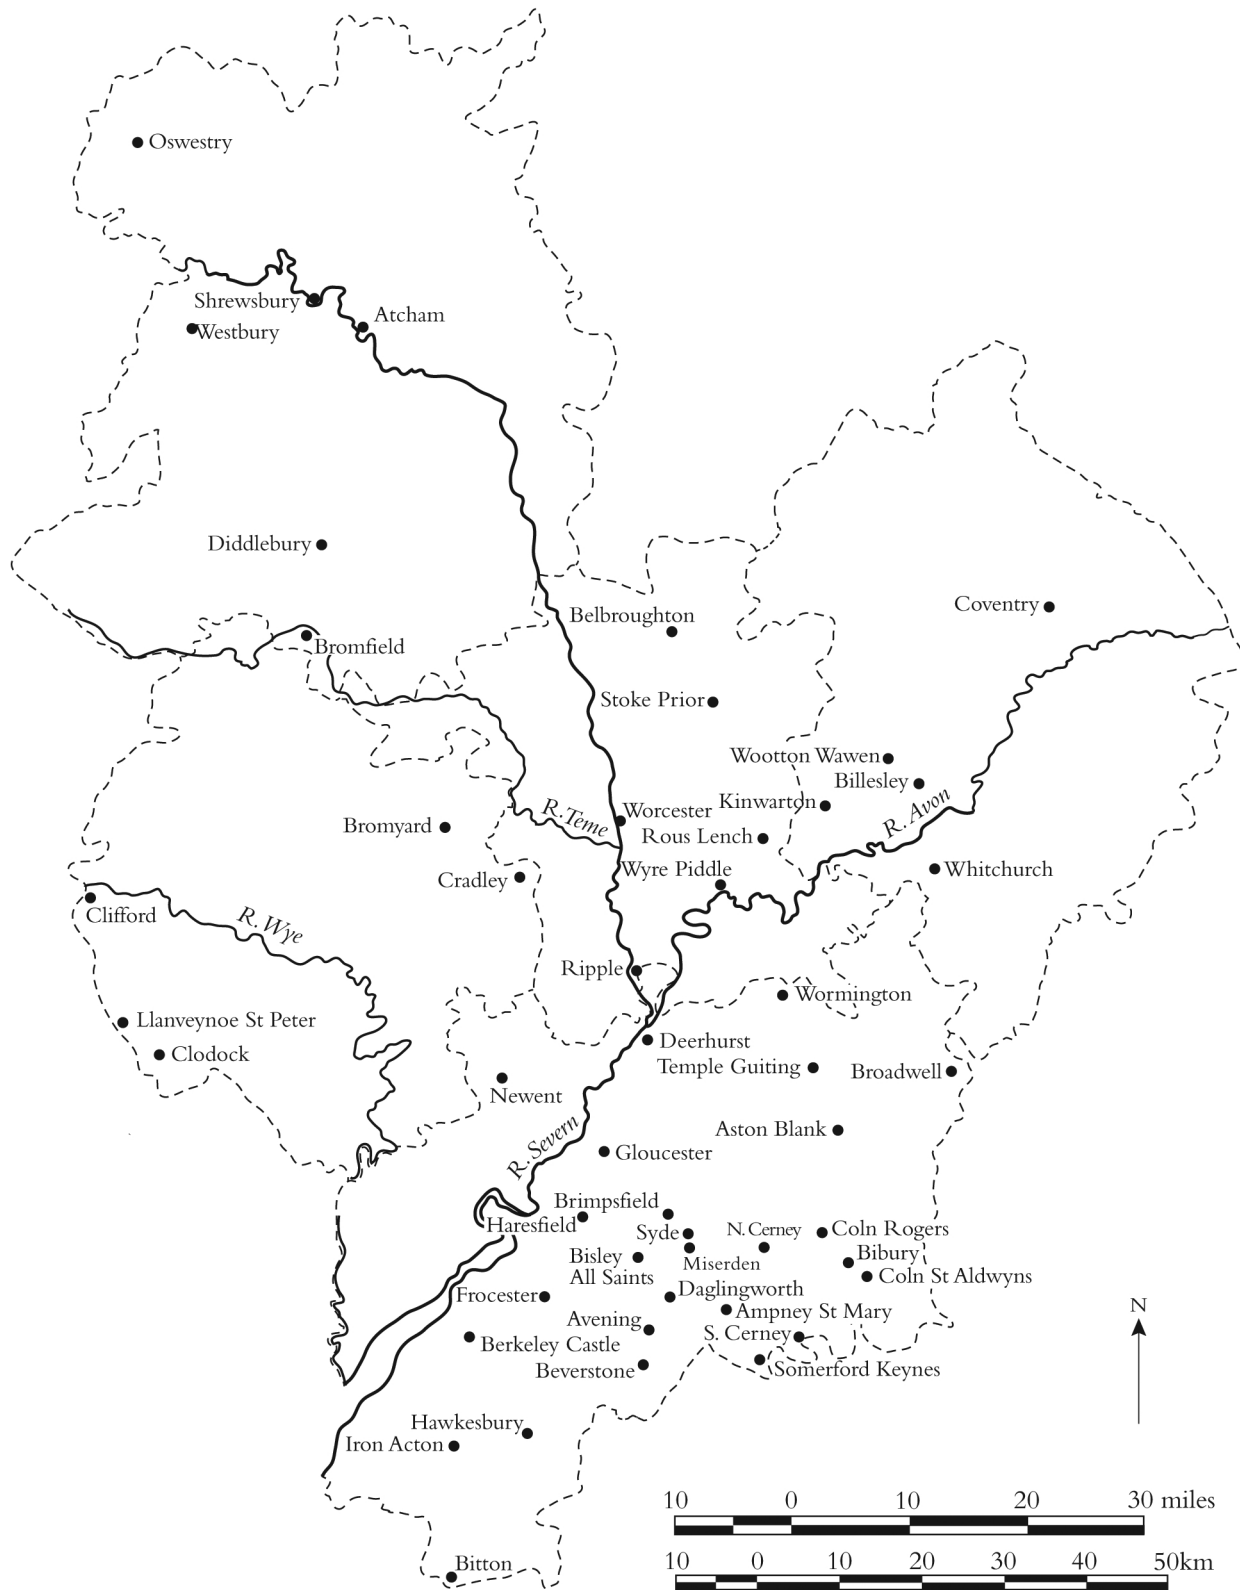 Oswestry
Shrewsbury
Atcham
Westbury
Diddlebury
Coventry
Belbroughton
Bromfield
Stoke Prior
Wootton Wawen
Billesley
Kinwarton
R. Avon
R. Teme
Worcester
Bromyard
Rous Lench
Wyre Piddle
Whitchurch
Cradley
Clifford
R. Wye
Ripple
Wormington
Llanveynoe St Peter
Deerhurst
Clodock
Temple Guiting
Broadwell
Newent
Aston Blank
R. Severn
Gloucester
Brimpsfield
Haresfield
Syde
N. Cerney
Coln Rogers
Bibury
Bisley
All Saints
Miserden
Coln St Aldwyns
Daglingworth
Frocester
Ampney St Mary
Avening
S. Cerney
Berkeley Castle
Beverstone
Somerford Keynes
N
Hawkesbury
Iron Acton
10 0 10 20 30 miles
Bitton
10 0 10 20 30 40 50km